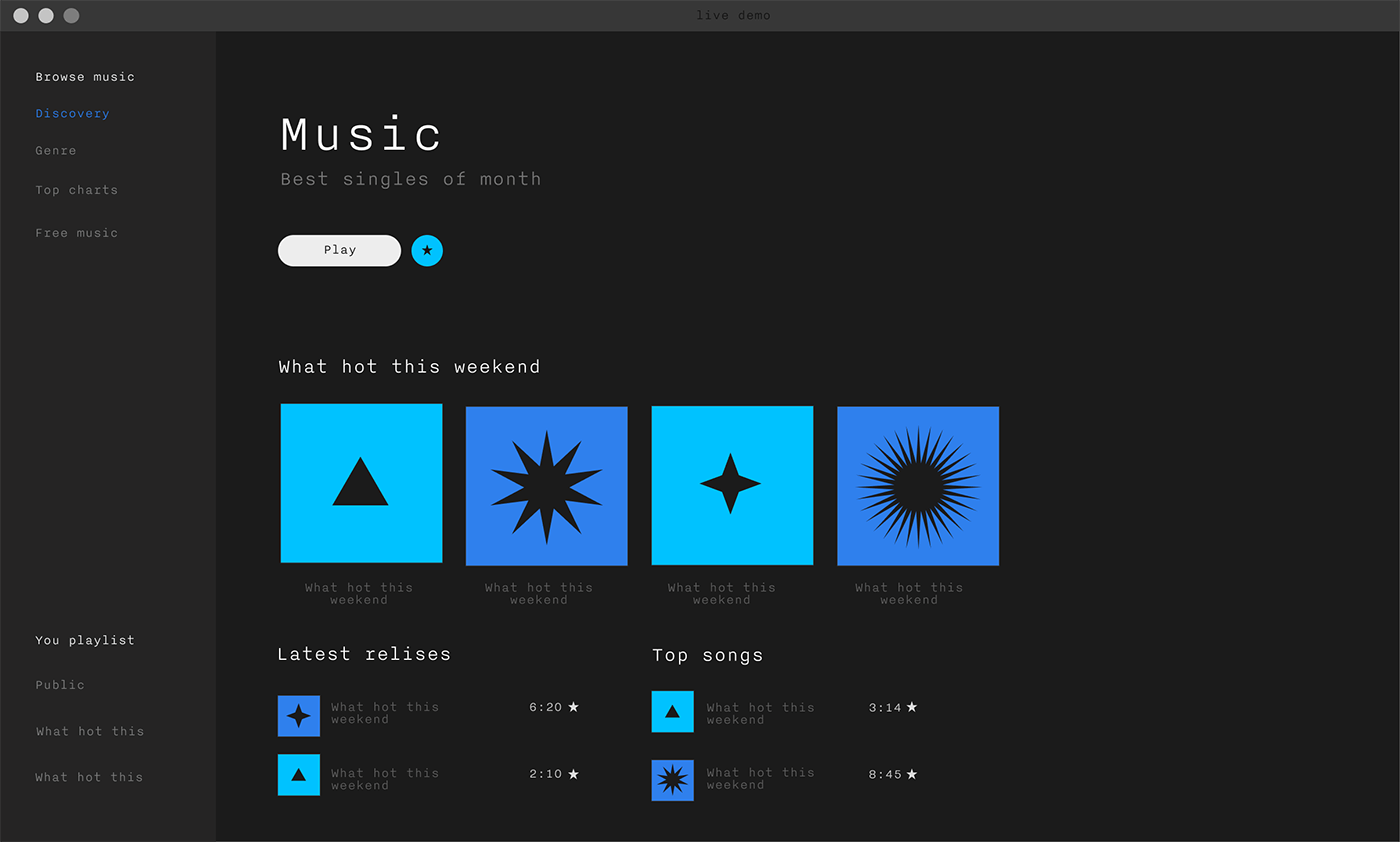 live demo
Browse music
Discovery
Genre
Top charts
Free music
Music
Best singles of month
Play
What hot this weekend
What hot this
weekend
What hot this
weekend
What hot this
weekend
What hot this
weekend
You playlist
Public
What hot this
What hot this
Latest relises
What hot this
weekend
6:20 ★
What hot this
weekend
2:10 ★
Top songs
What hot this
weekend
3:14 ★
What hot this
weekend
8:45 ★